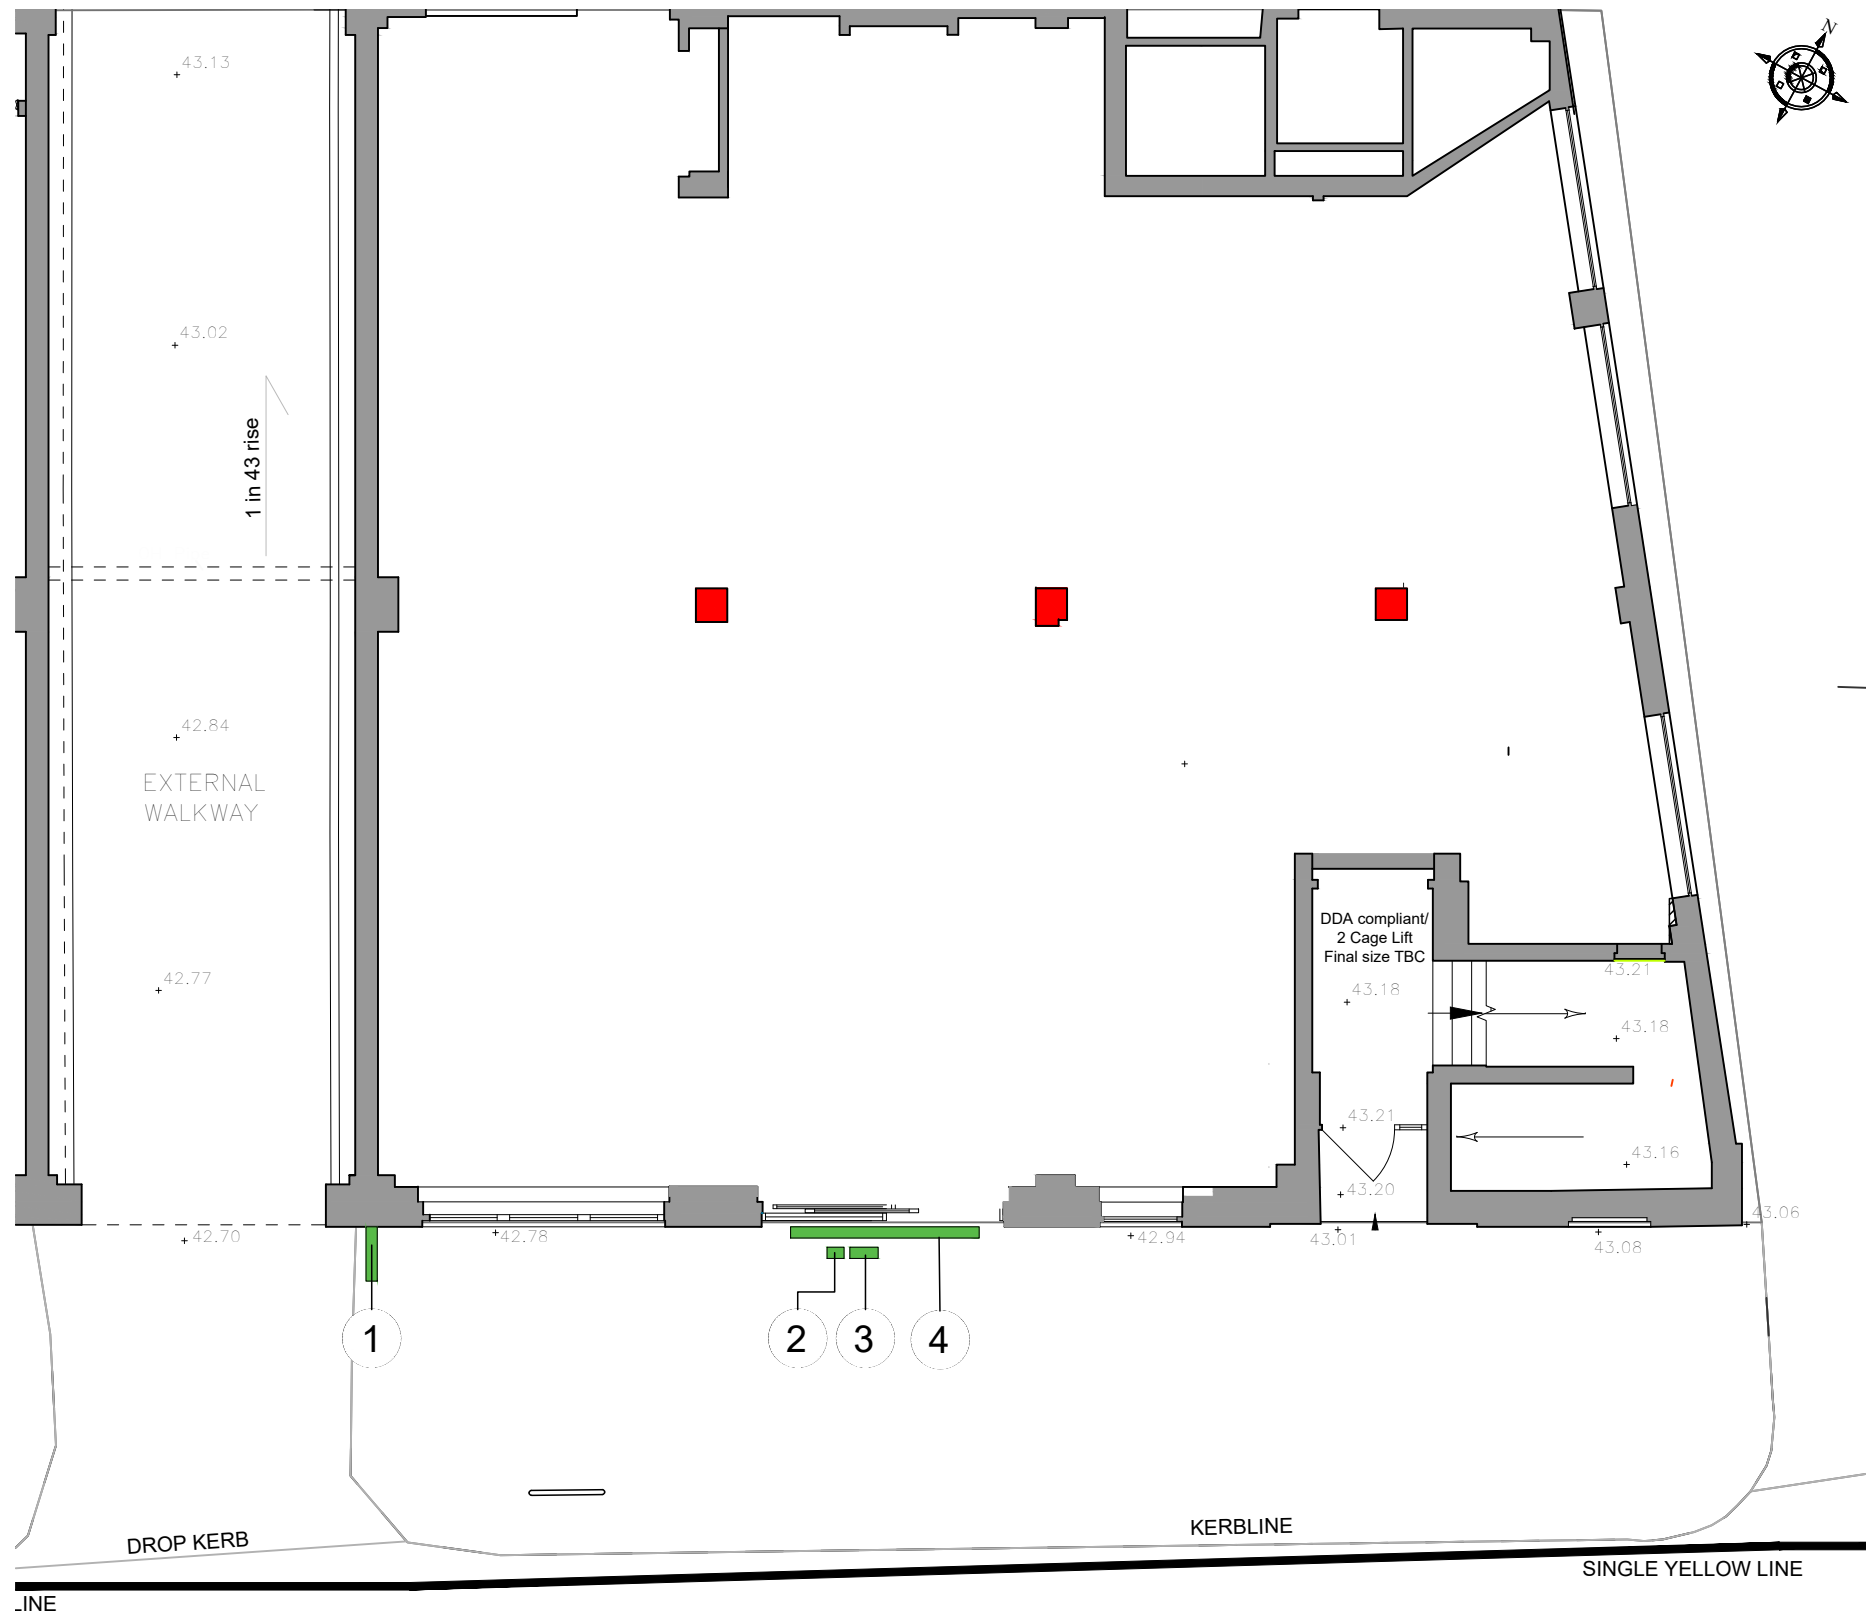 N
43.13
43.02
1 in 43 rise
42.84
EXTERNAL
WALKWAY
DDA compliant/
2 Cage Lift
Final size TBC
43.21
42.77
43.18
43.18
43.21
43.16
43.20
43.06
42.70
42.78
42.94
43.01
43.08
1
2
3
4
KERBLINE
DROP KERB
SINGLE YELLOW LINE
LINE